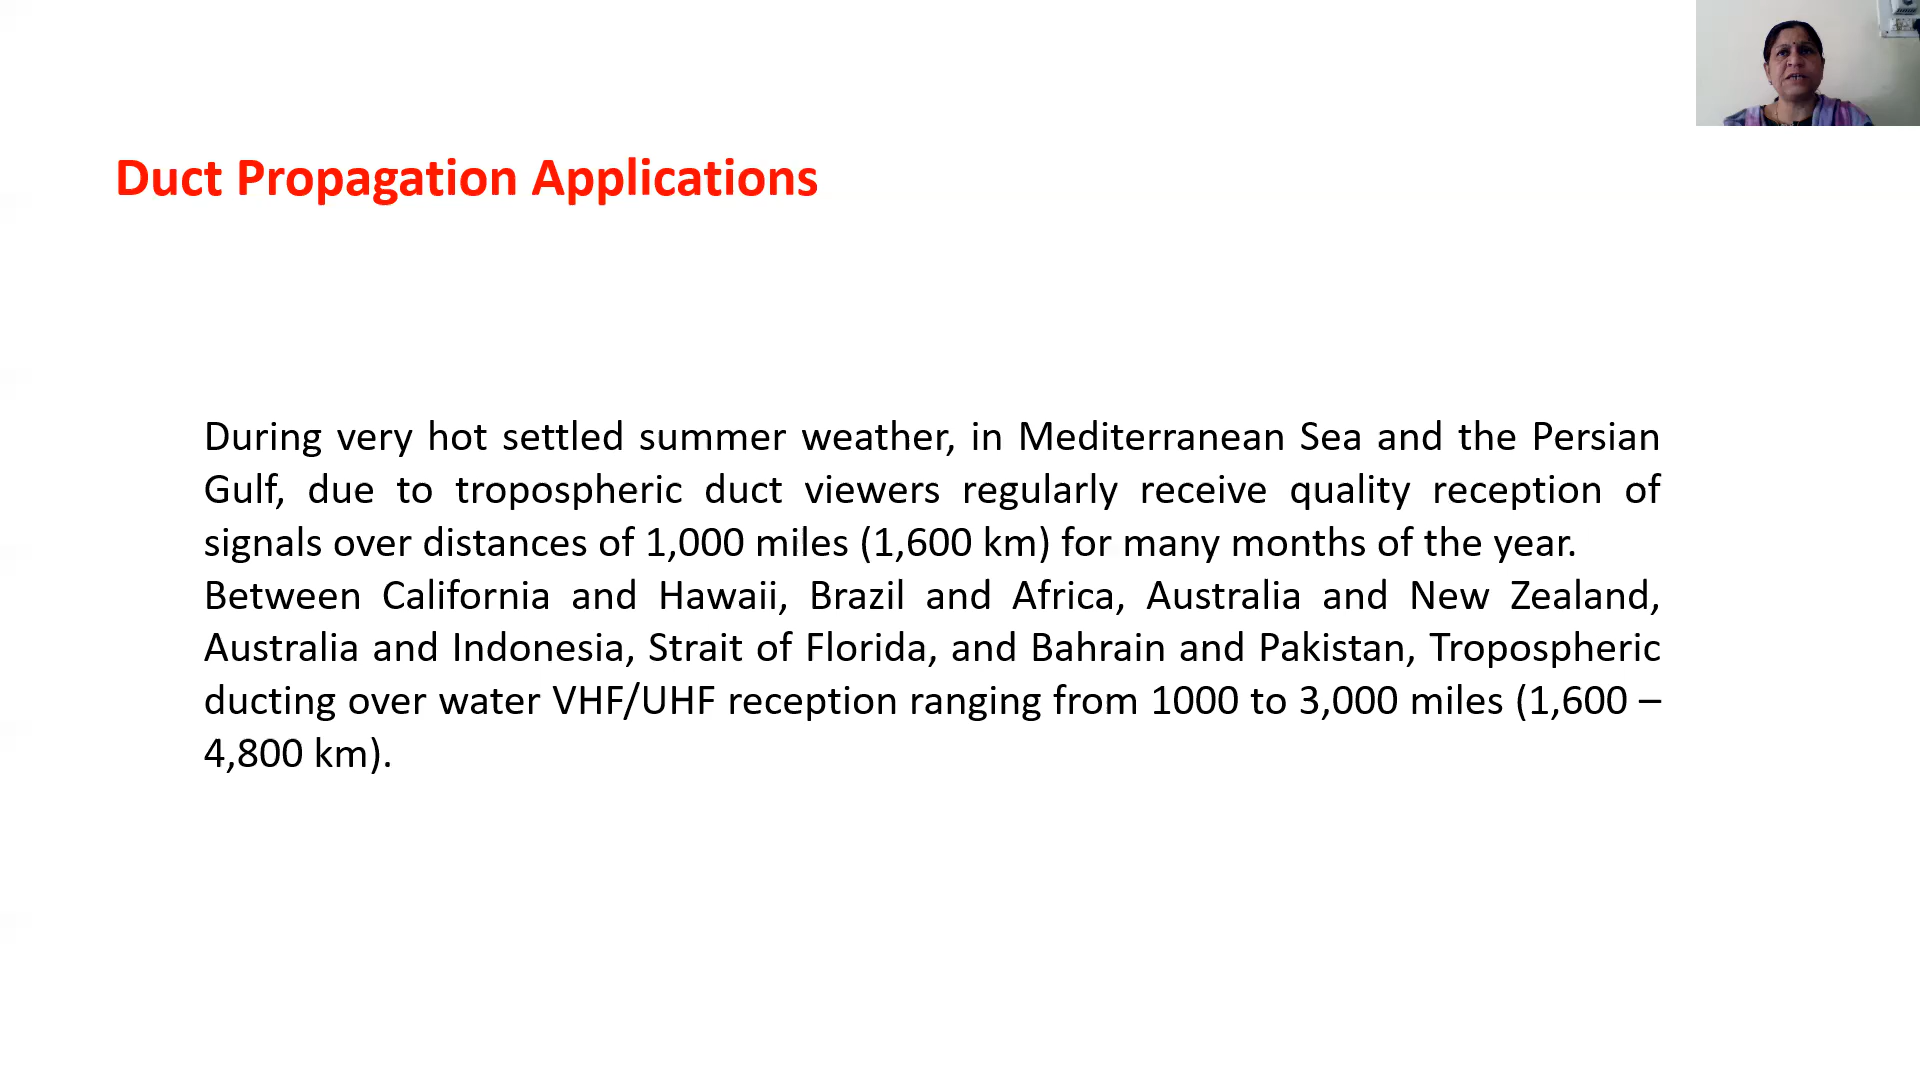 Duct Propagation Applications
During very hot settled summer weather, in Mediterranean Sea and the Persian
Gulf, due to tropospheric duct viewers regularly receive quality reception of
signals over distances of 1,000 miles (1,600 km) for many months of the year.
Between California and Hawaii, Brazil and Africa, Australia and New Zealand,
Australia and Indonesia, Strait of Florida, and Bahrain and Pakistan, Tropospheric
ducting over water VHF/UHF reception ranging from 1000 to 3,000 miles (1,600 –
4,800 km).